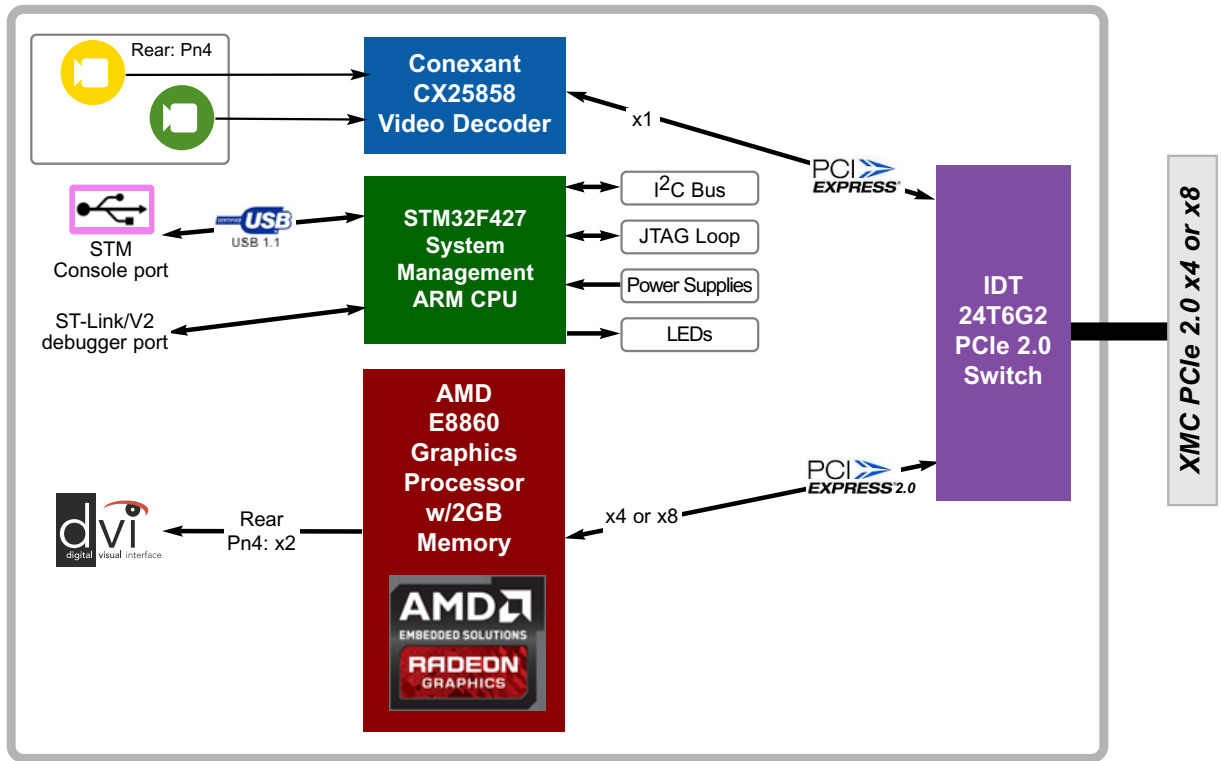 Rear: Pn4
Conexant
CX25858
Video Decoder
x1
PCI
EXPRESS®
STM
Console port
CERTIFIED USB
USB 1.1
ST-Link/V2
debugger port
STM32F427
System
Management
ARM CPU
I2C Bus
JTAG Loop
Power Supplies
LEDs
IDT
24T6G2
PCIe 2.0
Switch
XMC PCIe 2.0 x4 or x8
AMD
E8860
Graphics
Processor
w/2GB
Memory
AMD
EMBEDDED SOLUTIONS
RADEON
GRAPHICS
PCI
EXPRESS® 2.0
x4 or x8
Rear
Pn4: x2
dvi
digital visual interface